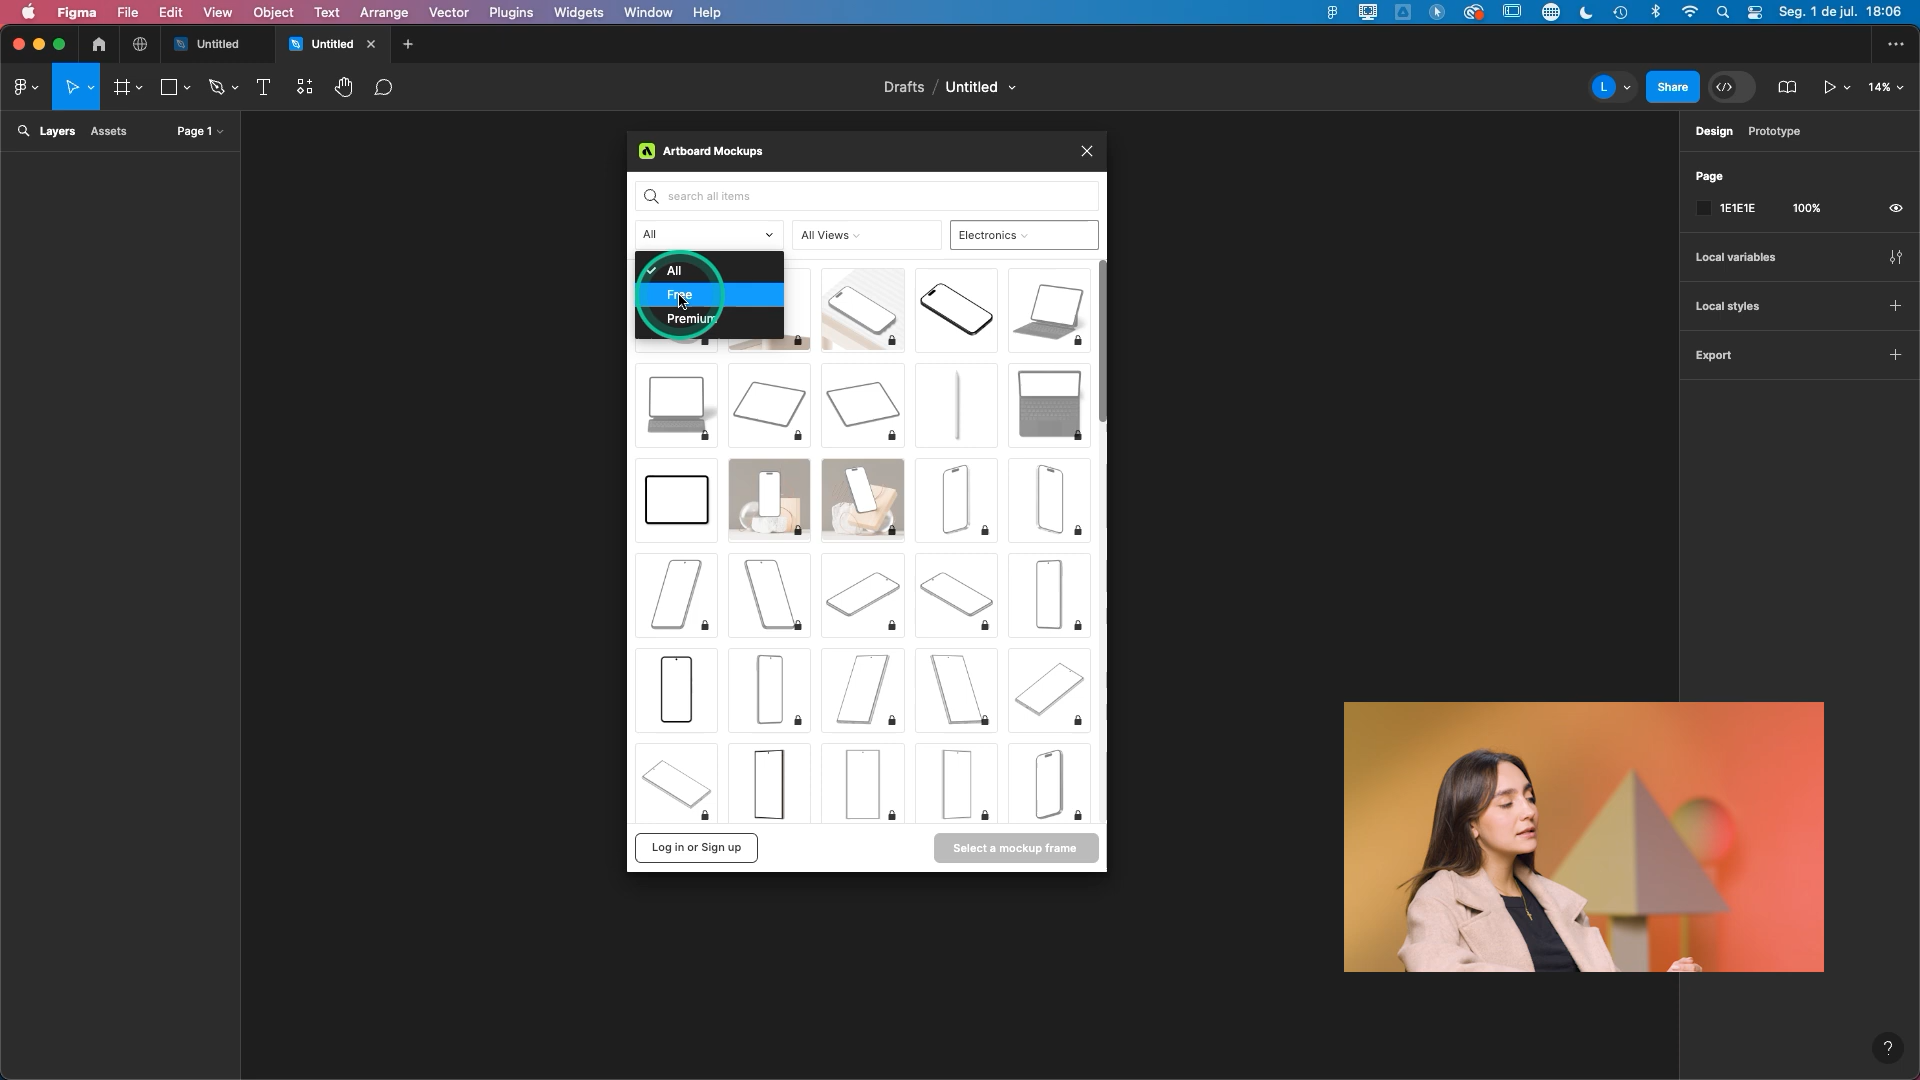 Figma File Edit View Object Text Arrange Vector Plugins Widgets Window Help Seg. 1 de jul. 18:06
Untitled Untitled
Drafts / Untitled L Share 14%
Layers Assets Page 1
Design Prototype
Page
1E1E1E 100%
Local variables
Local styles
Export
Artboard Mockups
search all items
All All Views Electronics
All
Free
Premium
Log in or Sign up Select a mockup frame
?